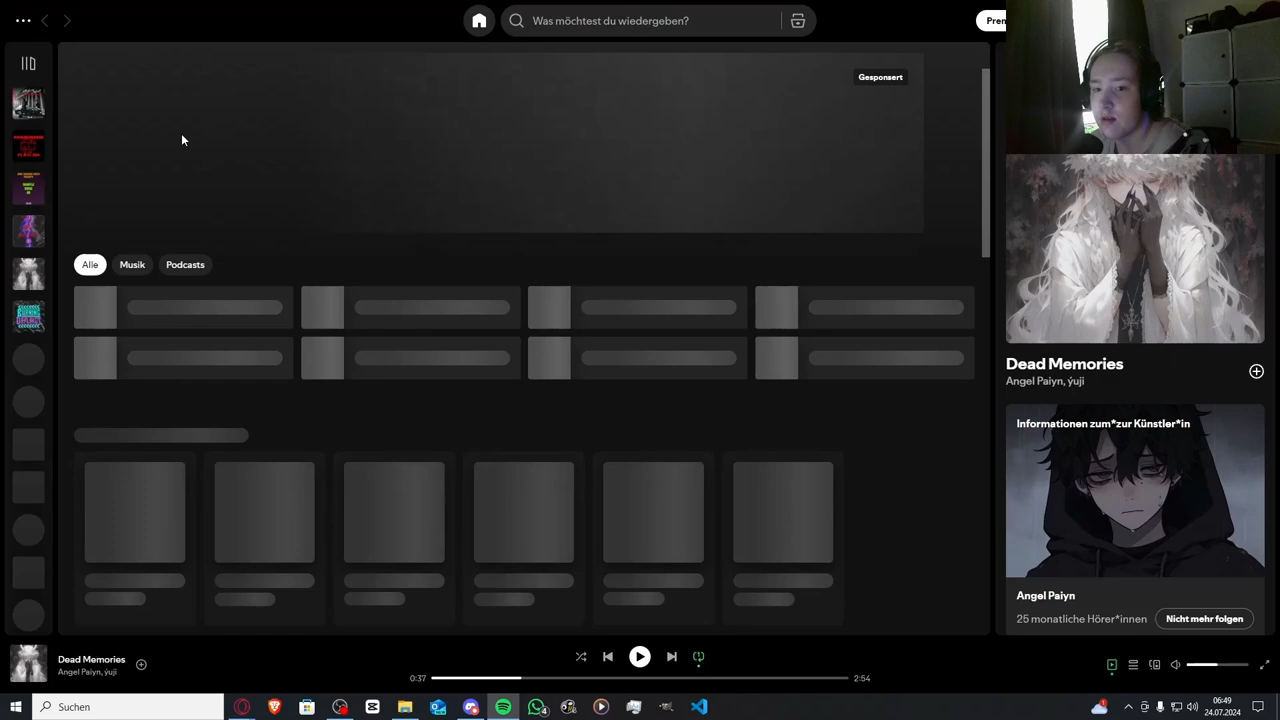 Was möchtest du wiedergeben?
Gesponsert
Alle
Musik
Podcasts
Dead Memories
Angel Paiyn, ýuji
Informationen zum*zur Künstler*in
Angel Paiyn
25 monatliche Hörer*innen
Nicht mehr folgen
Dead Memories
Angel Paiyn, ýuji
0:37
2:54
Suchen
4
1
06:49
24.07.2024